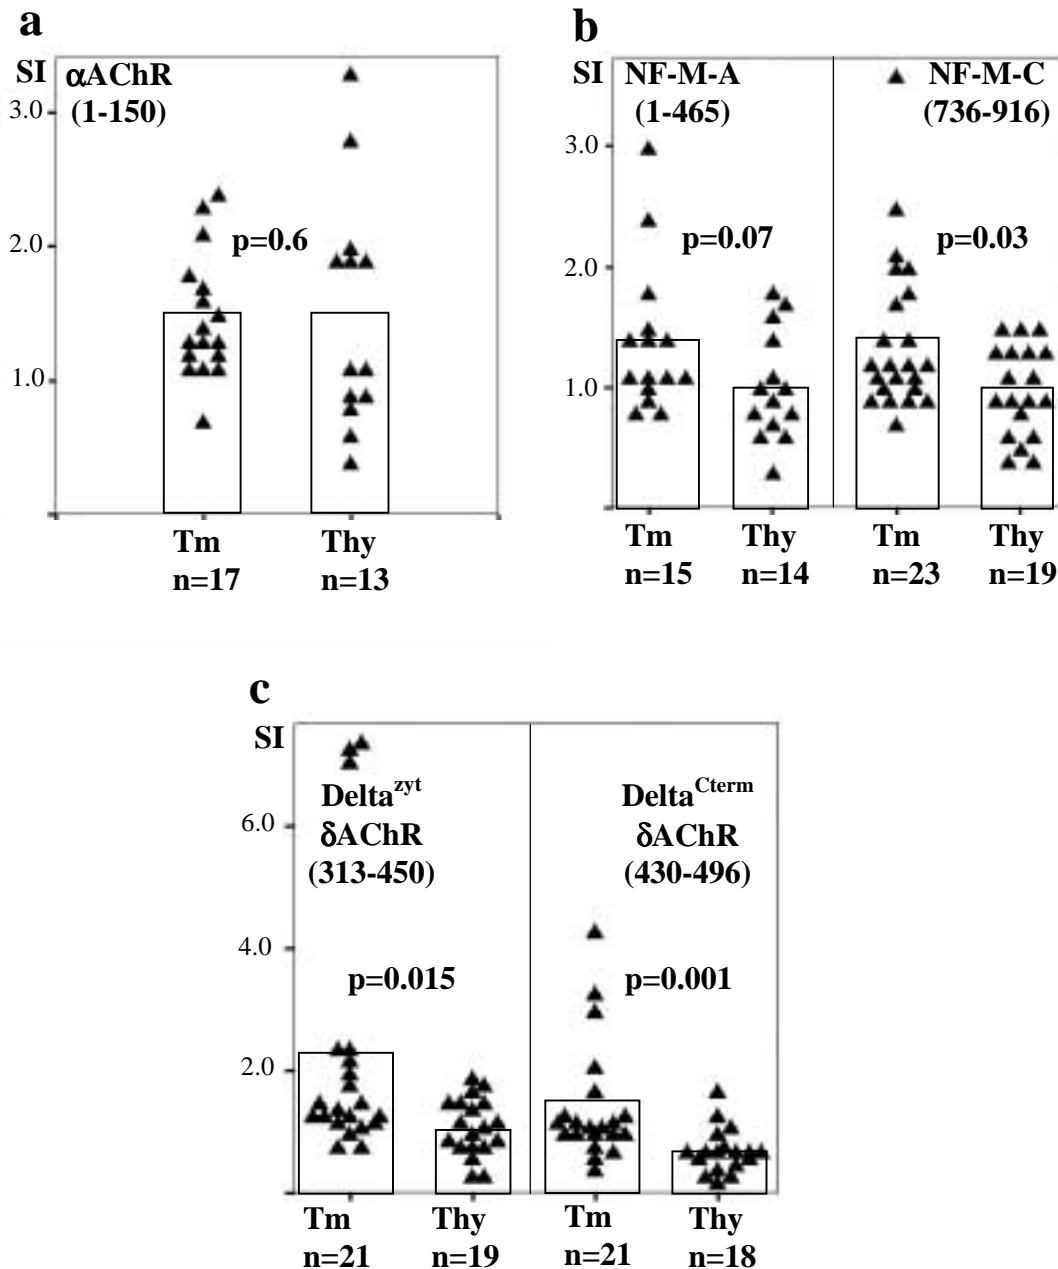 a
SI
αAChR
(1-150)
3.0
2.0
1.0
p=0.6
Tm
Thy
n=17
n=13
b
SI
NF-M-A
(1-465)
NF-M-C
(736-916)
3.0
2.0
1.0
p=0.07
p=0.03
Tm
Thy
Tm
Thy
n=15
n=14
n=23
n=19
c
SI
Delta^zyt
δAChR
(313-450)
Delta^Cterm
δAChR
(430-496)
6.0
4.0
2.0
p=0.015
p=0.001
Tm
Thy
Tm
Thy
n=21
n=19
n=21
n=18